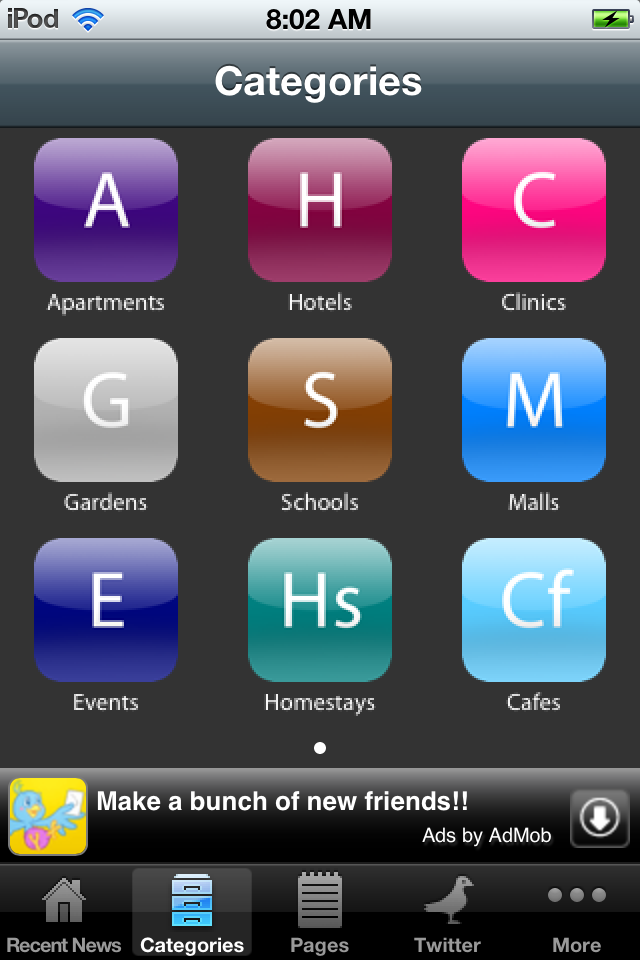 iPod 8:02 AM
Categories
A H C
Apartments Hotels Clinics
G S M
Gardens Schools Malls
E Hs Cf
Events Homestays Cafes
Make a bunch of new friends!!
Ads by AdMob
Recent News Categories Pages Twitter More